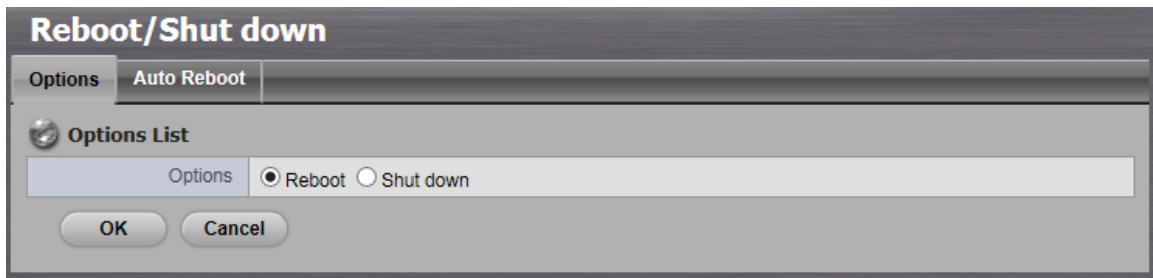 Reboot/Shut down
Options Auto Reboot
Options List
Options Reboot Shut down
OK Cancel